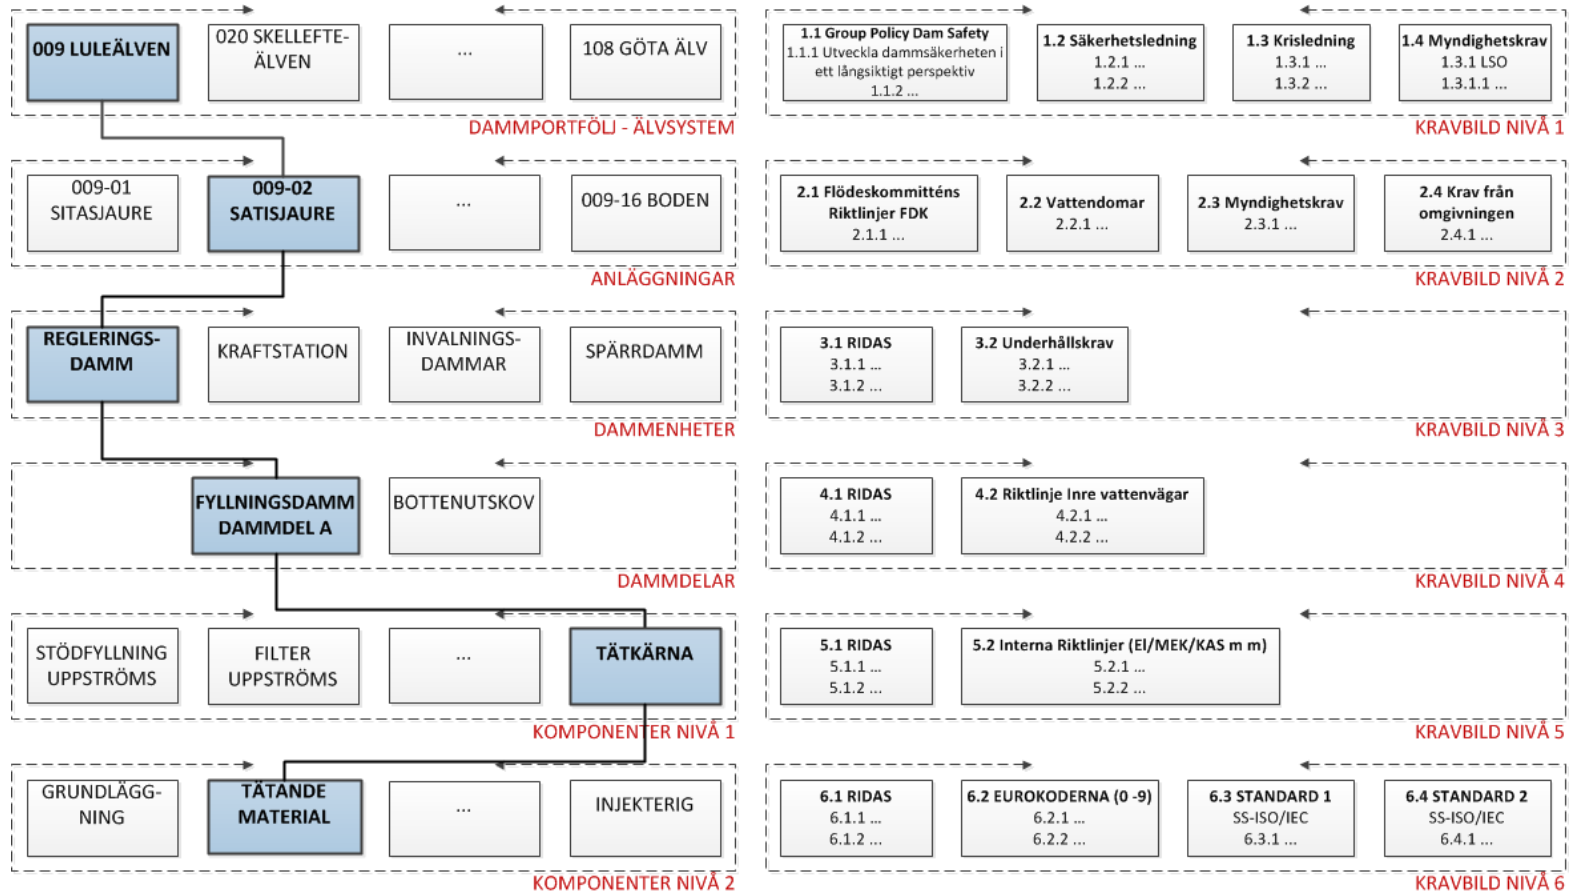 009 LULEÄLVEN
020 SKELLEFTE-
ÄLVEN
...
108 GÖTA ÄLV
DAMMPORTFÖLJ - ÄLVSYSTEM
1.1 Group Policy Dam Safety
1.1.1 Utveckla dammsäkerheten i
ett långsiktigt perspektiv
1.1.2 ...
1.2 Säkerhetsledning
1.2.1 ...
1.2.2 ...
1.3 Krisledning
1.3.1 ...
1.3.2 ...
1.4 Myndighetskrav
1.3.1 LSO
1.3.1.1 ...
KRAVBILD NIVÅ 1
009-01
SITASJAURE
009-02
SATISJAURE
...
009-16 BODEN
ANLÄGGNINGAR
2.1 Flödeskommitténs
Riktlinjer FDK
2.1.1 ...
2.2 Vattendomar
2.2.1 ...
2.3 Myndighetskrav
2.3.1 ...
2.4 Krav från
omgivningen
2.4.1 ...
KRAVBILD NIVÅ 2
REGLERINGS-
DAMM
KRAFTSTATION
INVALNINGS-
DAMMAR
SPÄRRDAMM
DAMMENHETER
3.1 RIDAS
3.1.1 ...
3.1.2 ...
3.2 Underhållskrav
3.2.1 ...
3.2.2 ...
KRAVBILD NIVÅ 3
FYLLNINGSDAMM
DAMMDEL A
BOTTENUTSKOV
DAMMDELAR
4.1 RIDAS
4.1.1 ...
4.1.2 ...
4.2 Riktlinje Inre vattenvägar
4.2.1 ...
4.2.2 ...
KRAVBILD NIVÅ 4
STÖDFYLLNING
UPPSTRÖMS
FILTER
UPPSTRÖMS
...
TÄTKÄRNA
KOMPONENTER NIVÅ 1
5.1 RIDAS
5.1.1 ...
5.1.2 ...
5.2 Interna Riktlinjer (El/MEK/KAS m m)
5.2.1 ...
5.2.2 ...
KRAVBILD NIVÅ 5
GRUNDLÄGG-
NING
TÄTANDE
MATERIAL
...
INJEKTERIG
KOMPONENTER NIVÅ 2
6.1 RIDAS
6.1.1 ...
6.1.2 ...
6.2 EUROKODERNA (0 -9)
6.2.1 ...
6.2.2 ...
6.3 STANDARD 1
SS-ISO/IEC
6.3.1 ...
6.4 STANDARD 2
SS-ISO/IEC
6.4.1 ...
KRAVBILD NIVÅ 6